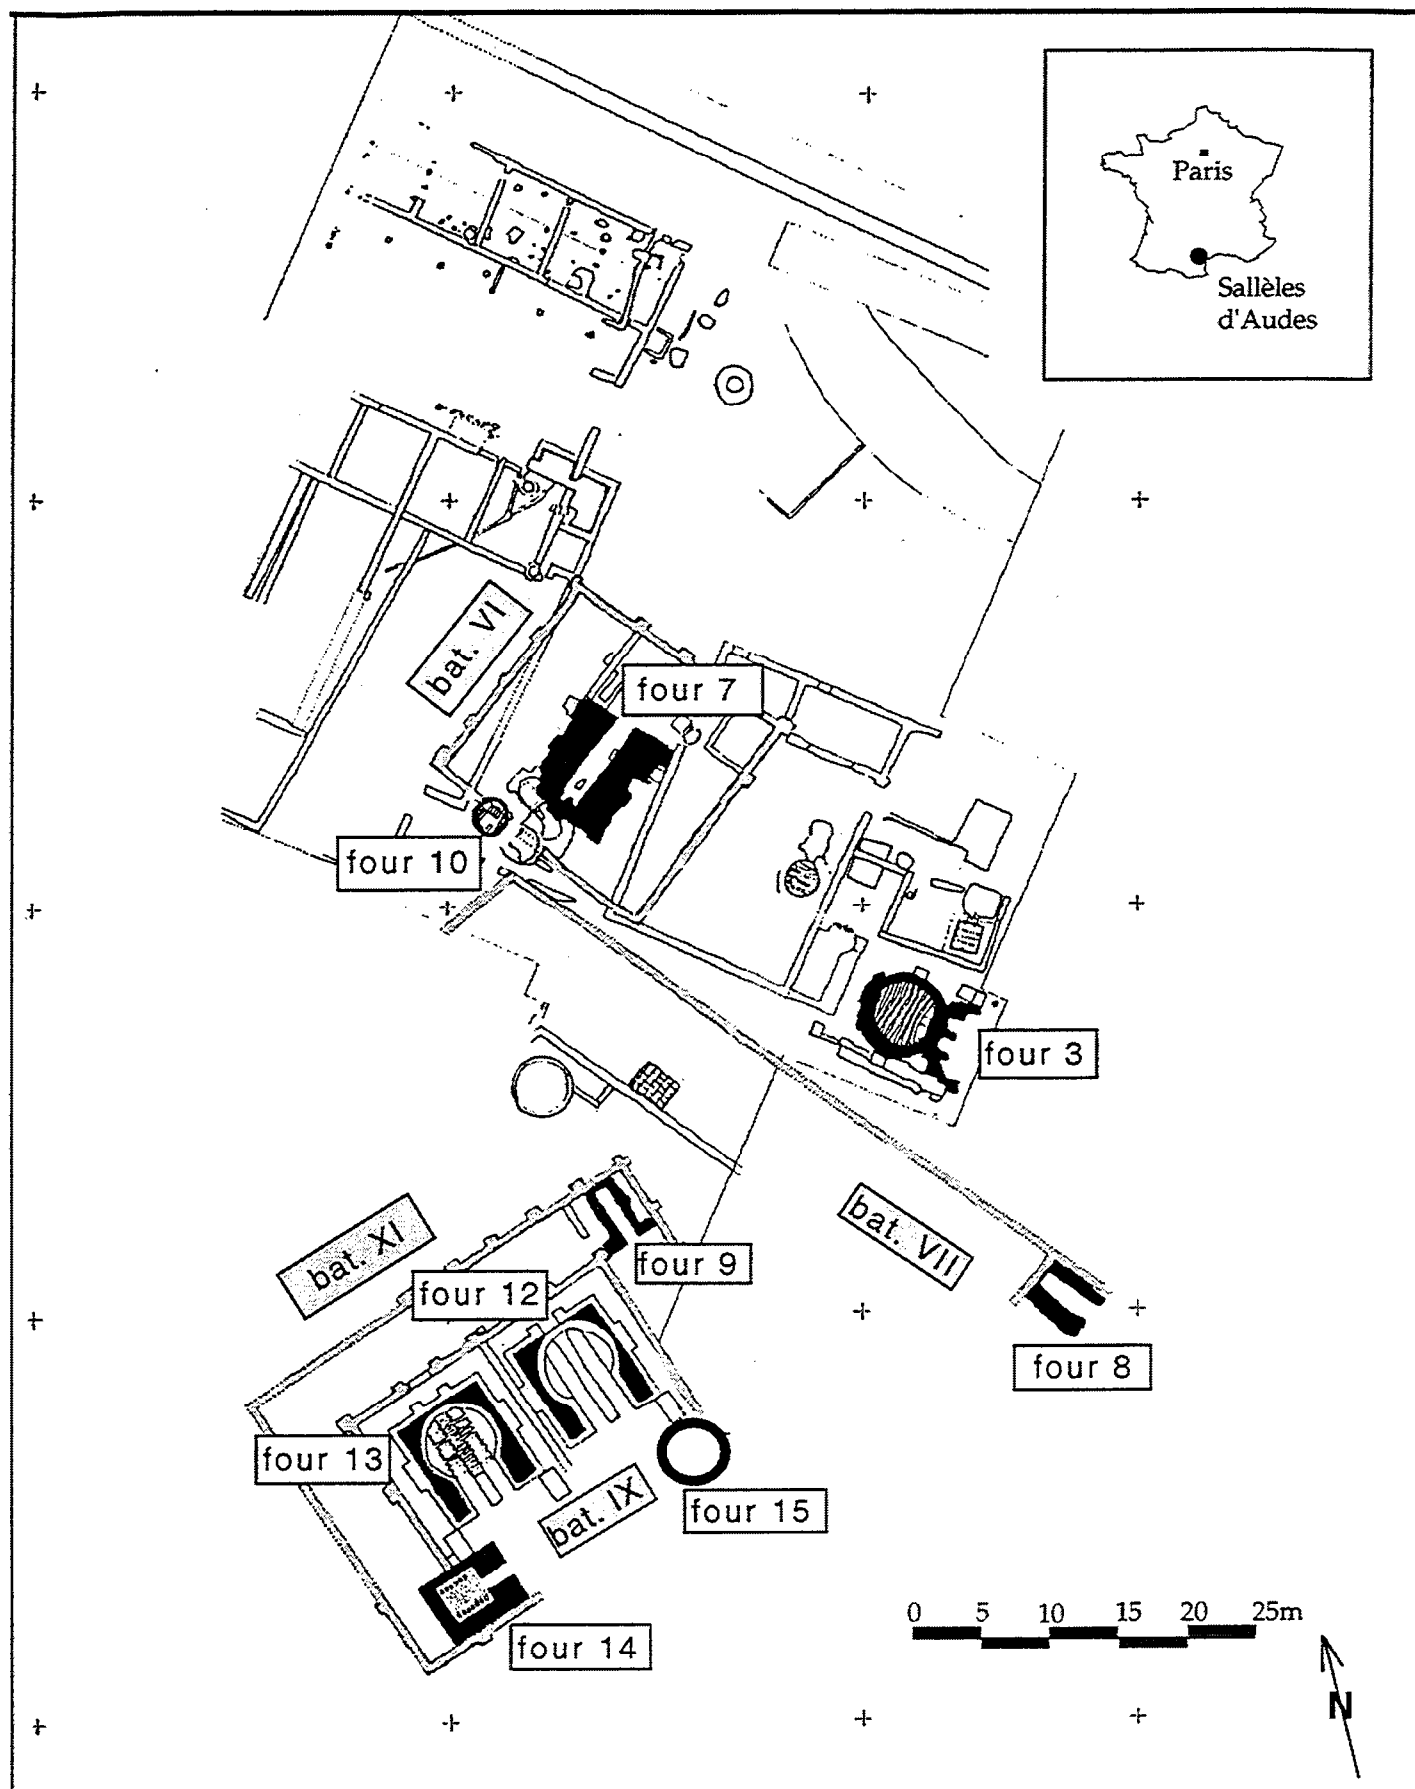 Paris
Sallèles
d'Audes
bat. VI
four 7
four 10
four 3
bat. XI
bat. VII
four 9
four 12
four 8
four 13
bat. IX
four 15
four 14
0 5 10 15 20 25m
N